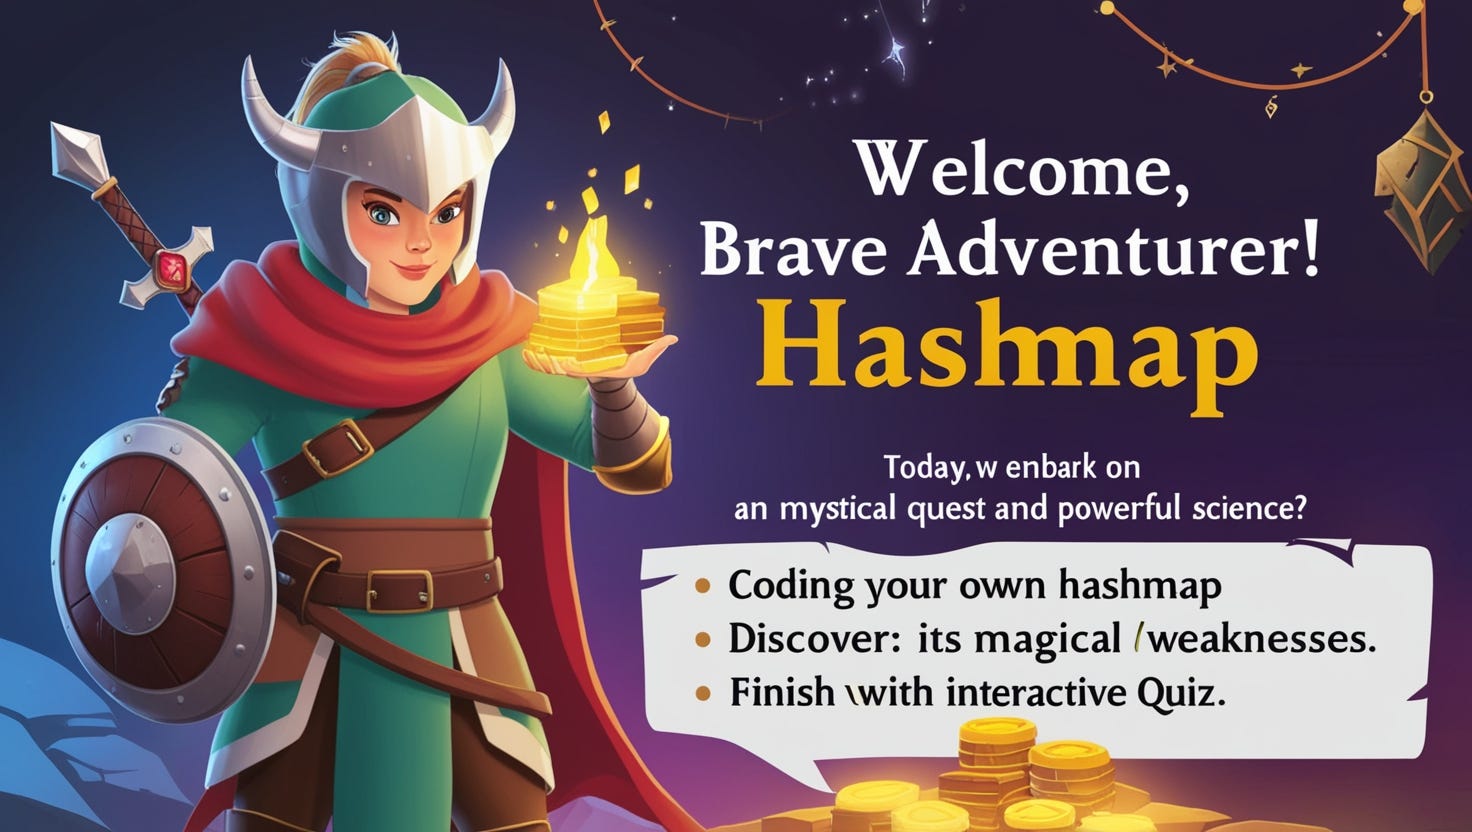 Welcome,
Brave Adventurer!
Hashmap
Today, w enbark on
an mystical quest and powerful science?
• Coding your own hashmap
• Discover: its magical /weaknesses.
• Finish with interactive Quiz.